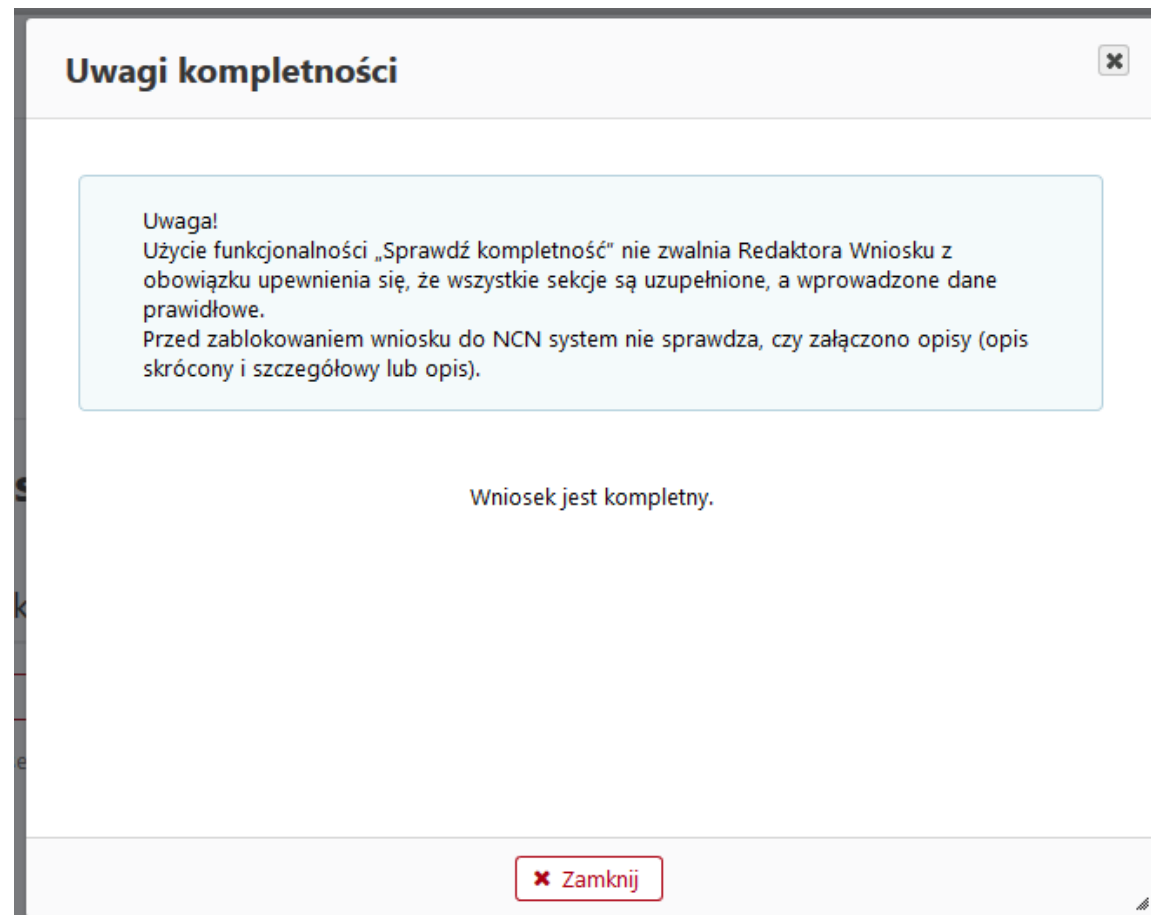 Uwagi kompletności
Uwaga!
Użycie funkcjonalności „Sprawdź kompletność" nie zwalnia Redaktora Wniosku z
obowiązku upewnienia się, że wszystkie sekcje są uzupełnione, a wprowadzone dane
prawidłowe.
Przed zablokowaniem wniosku do NCN system nie sprawdza, czy załączono opisy (opis
skrócony i szczegółowy lub opis).
Wniosek jest kompletny.
Zamknij